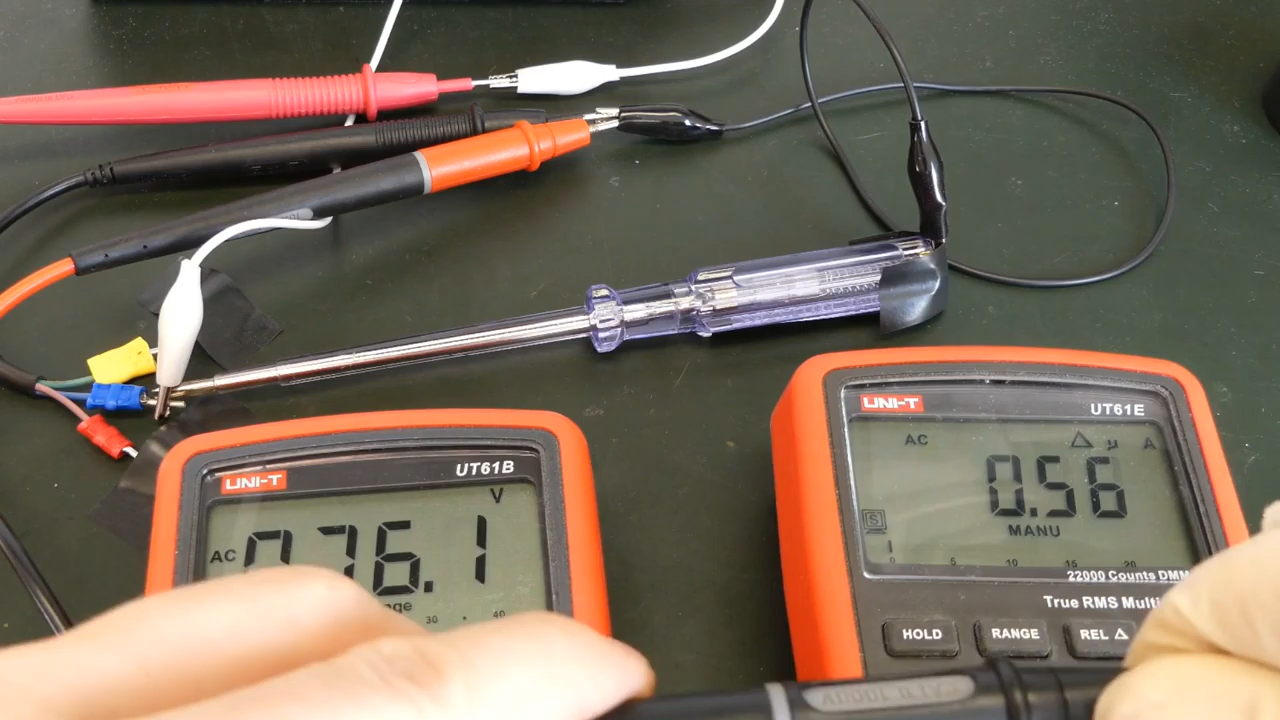 UNI-T
UT61E
AC Δ μ A
0.56
MANU
0 5 10 15 20
22000 Counts DMM
True RMS Multi
HOLD
RANGE
REL Δ
UNI-T
UT61B
V
AC 076.1
nge
30 40